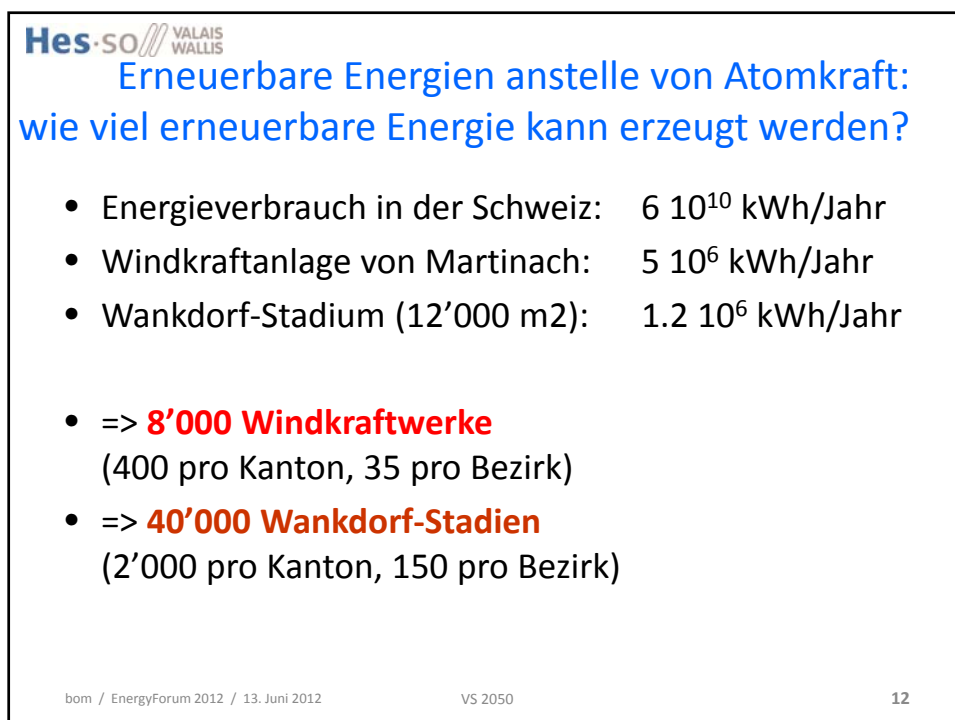 Hes·so// VALAIS WALLIS
Erneuerbare Energien anstelle von Atomkraft:
wie viel erneuerbare Energie kann erzeugt werden?
• Energieverbrauch in der Schweiz: 6 10¹⁰ kWh/Jahr
• Windkraftanlage von Martinach: 5 10⁶ kWh/Jahr
• Wankdorf-Stadium (12’000 m2): 1.2 10⁶ kWh/Jahr
• => 8’000 Windkraftwerke
(400 pro Kanton, 35 pro Bezirk)
• => 40’000 Wankdorf-Stadien
(2’000 pro Kanton, 150 pro Bezirk)
bom / EnergyForum 2012 / 13. Juni 2012 VS 2050 12